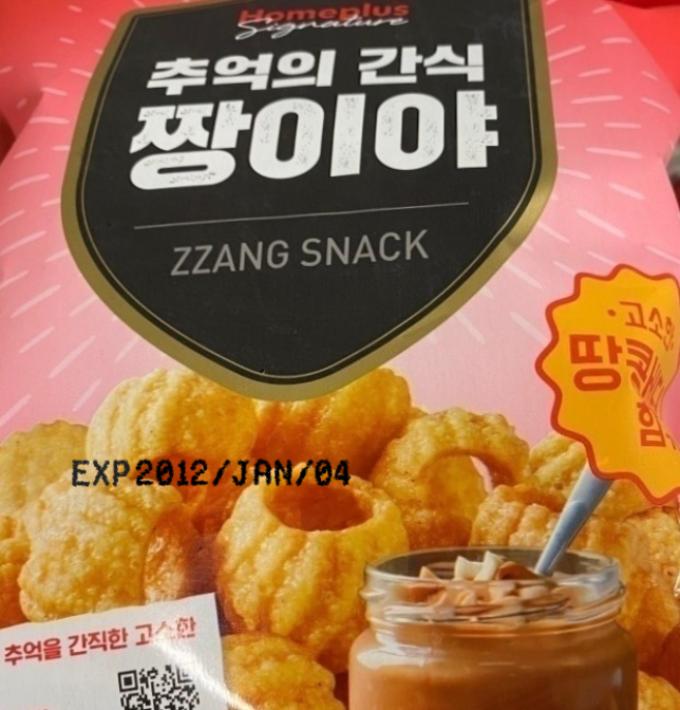 Homeplus
Signature
추억의 간식
짱이야
ZZANG SNACK
고소한
땅
EXP2012/JAN/04
추억을 간직한 고소한